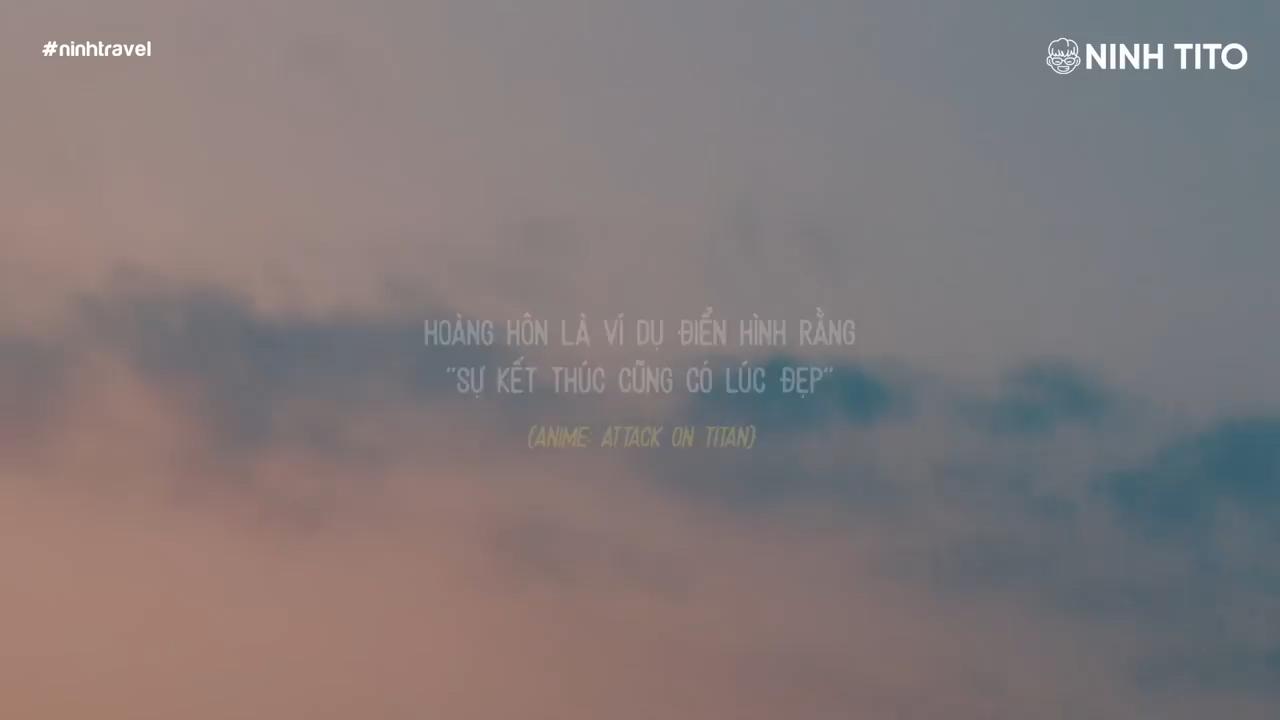 #ninhtravel
NINH TITO
HOÀNG HÔN LÀ VÍ DỤ ĐIỂN HÌNH RẰNG
"SỰ KẾT THÚC CŨNG CÓ LÚC ĐẸP"
(ANIME: ATTACK ON TITAN)